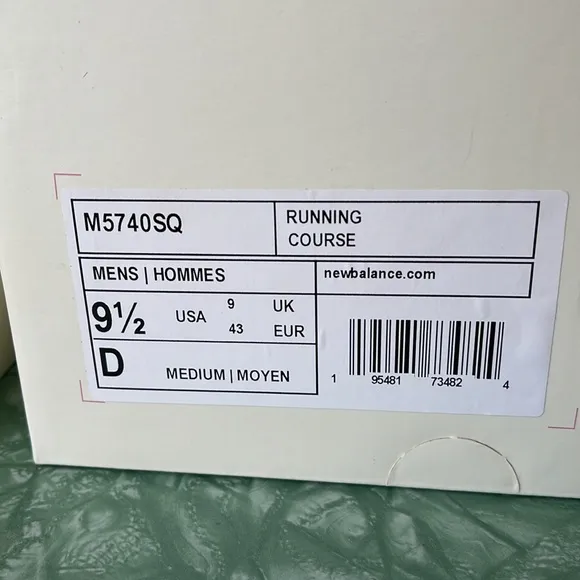 M5740SQ
RUNNING
COURSE
MENS | HOMMES
newbalance.com
9½ USA 9 UK
43 EUR
D MEDIUM | MOYEN
1 95481 73482 4